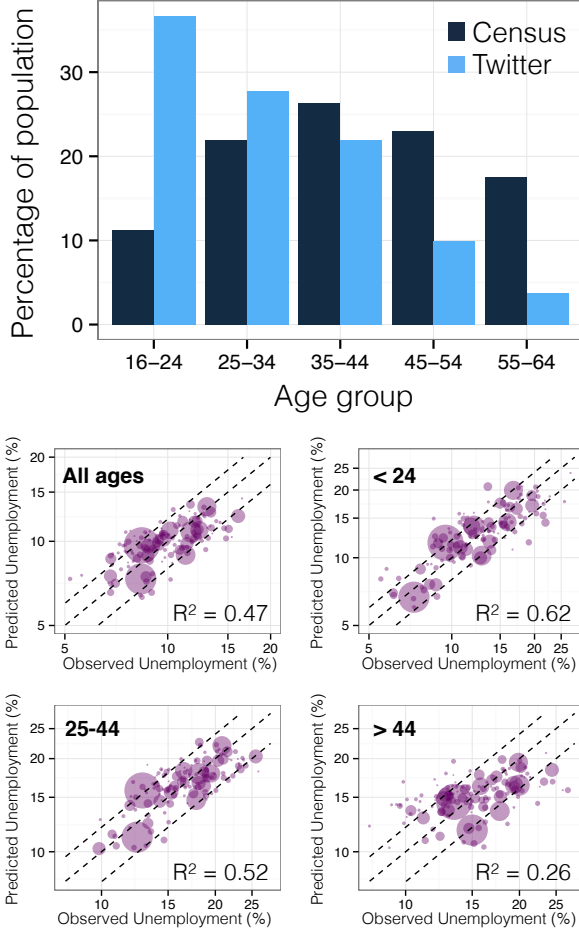 Percentage of population
30
20
10
0
Census
Twitter
16–24 25–34 35–44 45–54 55–64
Age group
Predicted Unemployment (%)
20
15
10
5
All ages
R² = 0.47
5 10 15 20
Observed Unemployment (%)
Predicted Unemployment (%)
25
20
15
10
5
< 24
R² = 0.62
5 10 15 20 25
Observed Unemployment (%)
Predicted Unemployment (%)
25
20
15
10
25-44
R² = 0.52
10 15 20 25
Observed Unemployment (%)
Predicted Unemployment (%)
25
20
15
10
> 44
R² = 0.26
10 15 20 25
Observed Unemployment (%)